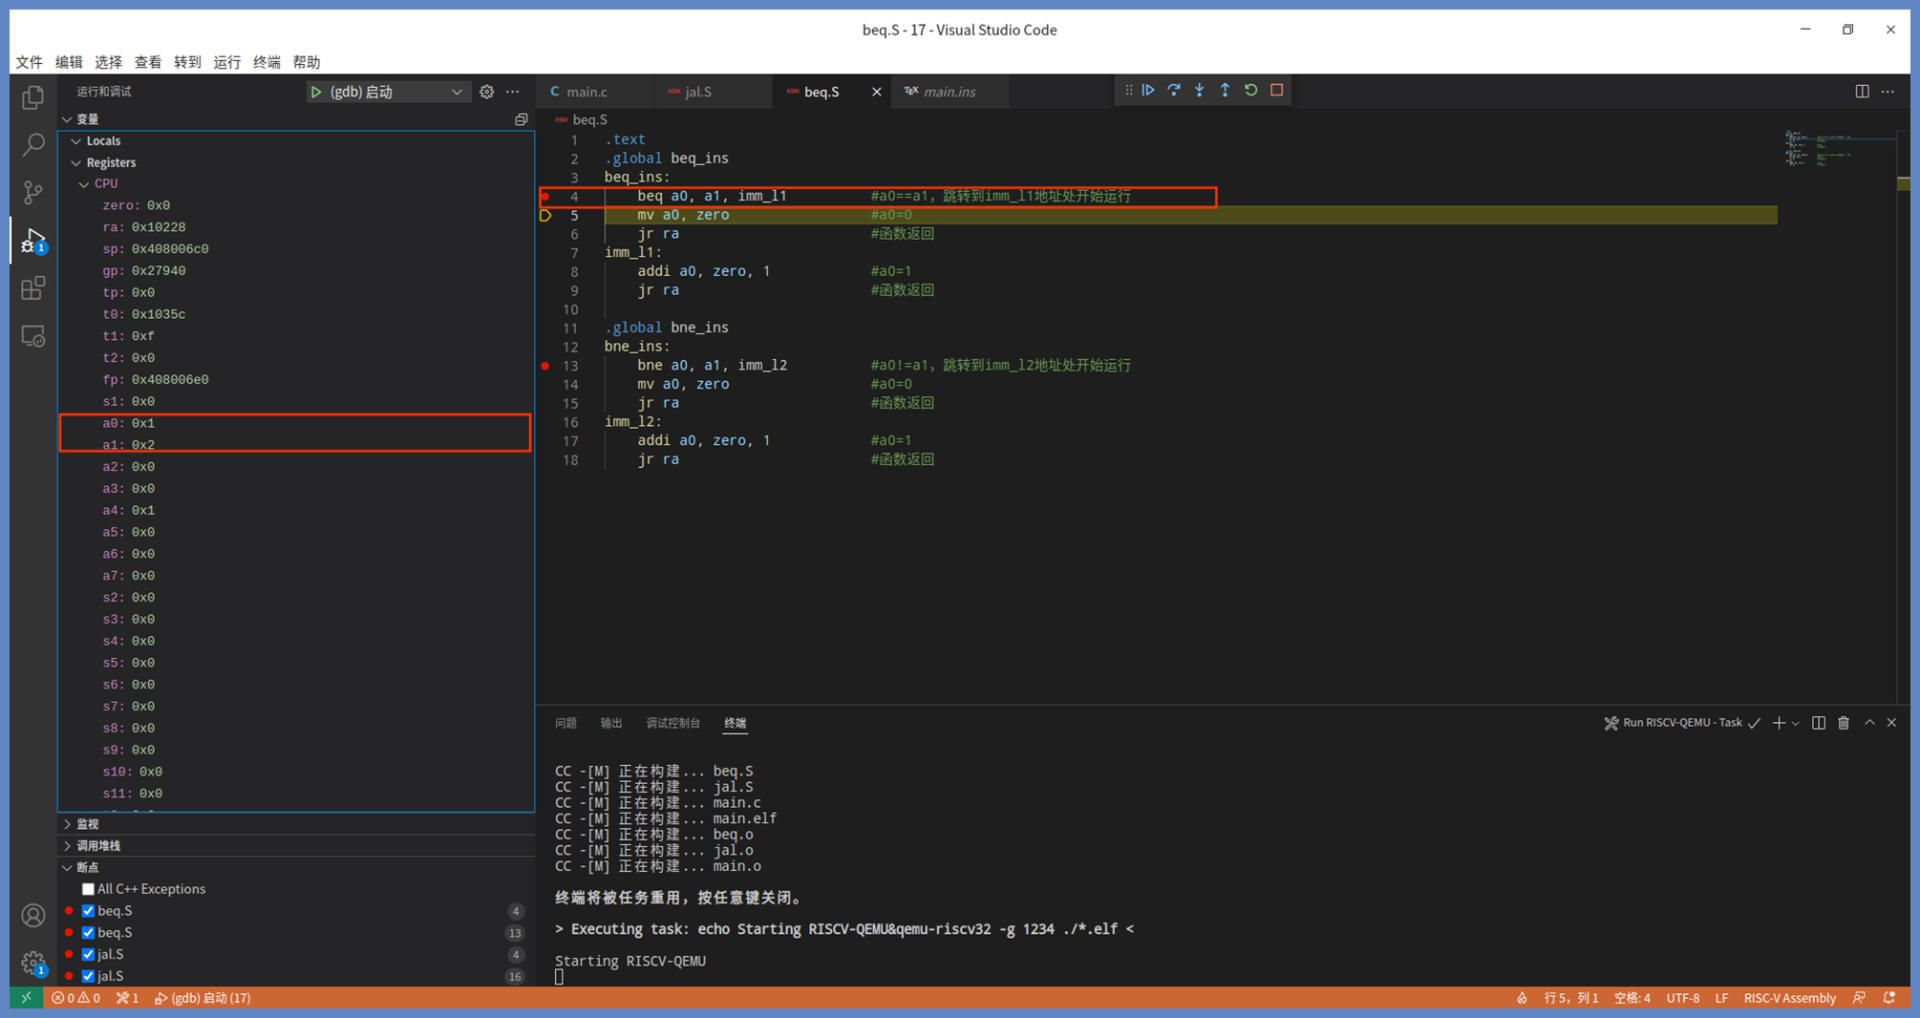 beq.S - 17 - Visual Studio Code
文件 编辑 选择 查看 转到 运行 终端 帮助
运行和调试 (gdb) 启动
变量
Locals
Registers
CPU
zero: 0x0
ra: 0x10228
sp: 0x408006c0
gp: 0x27940
tp: 0x0
t0: 0x1035c
t1: 0xf
t2: 0x0
fp: 0x408006e0
s1: 0x0
a0: 0x1
a1: 0x2
a2: 0x0
a3: 0x0
a4: 0x1
a5: 0x0
a6: 0x0
a7: 0x0
s2: 0x0
s3: 0x0
s4: 0x0
s5: 0x0
s6: 0x0
s7: 0x0
s8: 0x0
s9: 0x0
s10: 0x0
s11: 0x0
监视
调用堆栈
断点
All C++ Exceptions
beq.S 4
beq.S 13
jal.S 4
jal.S 16
C main.c ASM jal.S ASM beq.S TEX main.ins
ASM beq.S
1 .text
2 .global beq_ins
3 beq_ins:
4 beq a0, a1, imm_l1 #a0==a1，跳转到imm_l1地址处开始运行
5 mv a0, zero #a0=0
6 jr ra #函数返回
7 imm_l1:
8 addi a0, zero, 1 #a0=1
9 jr ra #函数返回
10
11 .global bne_ins
12 bne_ins:
13 bne a0, a1, imm_l2 #a0!=a1，跳转到imm_l2地址处开始运行
14 mv a0, zero #a0=0
15 jr ra #函数返回
16 imm_l2:
17 addi a0, zero, 1 #a0=1
18 jr ra #函数返回
问题 输出 调试控制台 终端 Run RISCV-QEMU - Task
CC -[M] 正在构建... beq.S
CC -[M] 正在构建... jal.S
CC -[M] 正在构建... main.c
CC -[M] 正在构建... main.elf
CC -[M] 正在构建... beq.o
CC -[M] 正在构建... jal.o
CC -[M] 正在构建... main.o
终端将被任务重用，按任意键关闭。
> Executing task: echo Starting RISCV-QEMU&qemu-riscv32 -g 1234 ./*.elf <
Starting RISCV-QEMU
1
1
0 0 1 (gdb) 启动 (17) 行 5，列 1 空格: 4 UTF-8 LF RISC-V Assembly